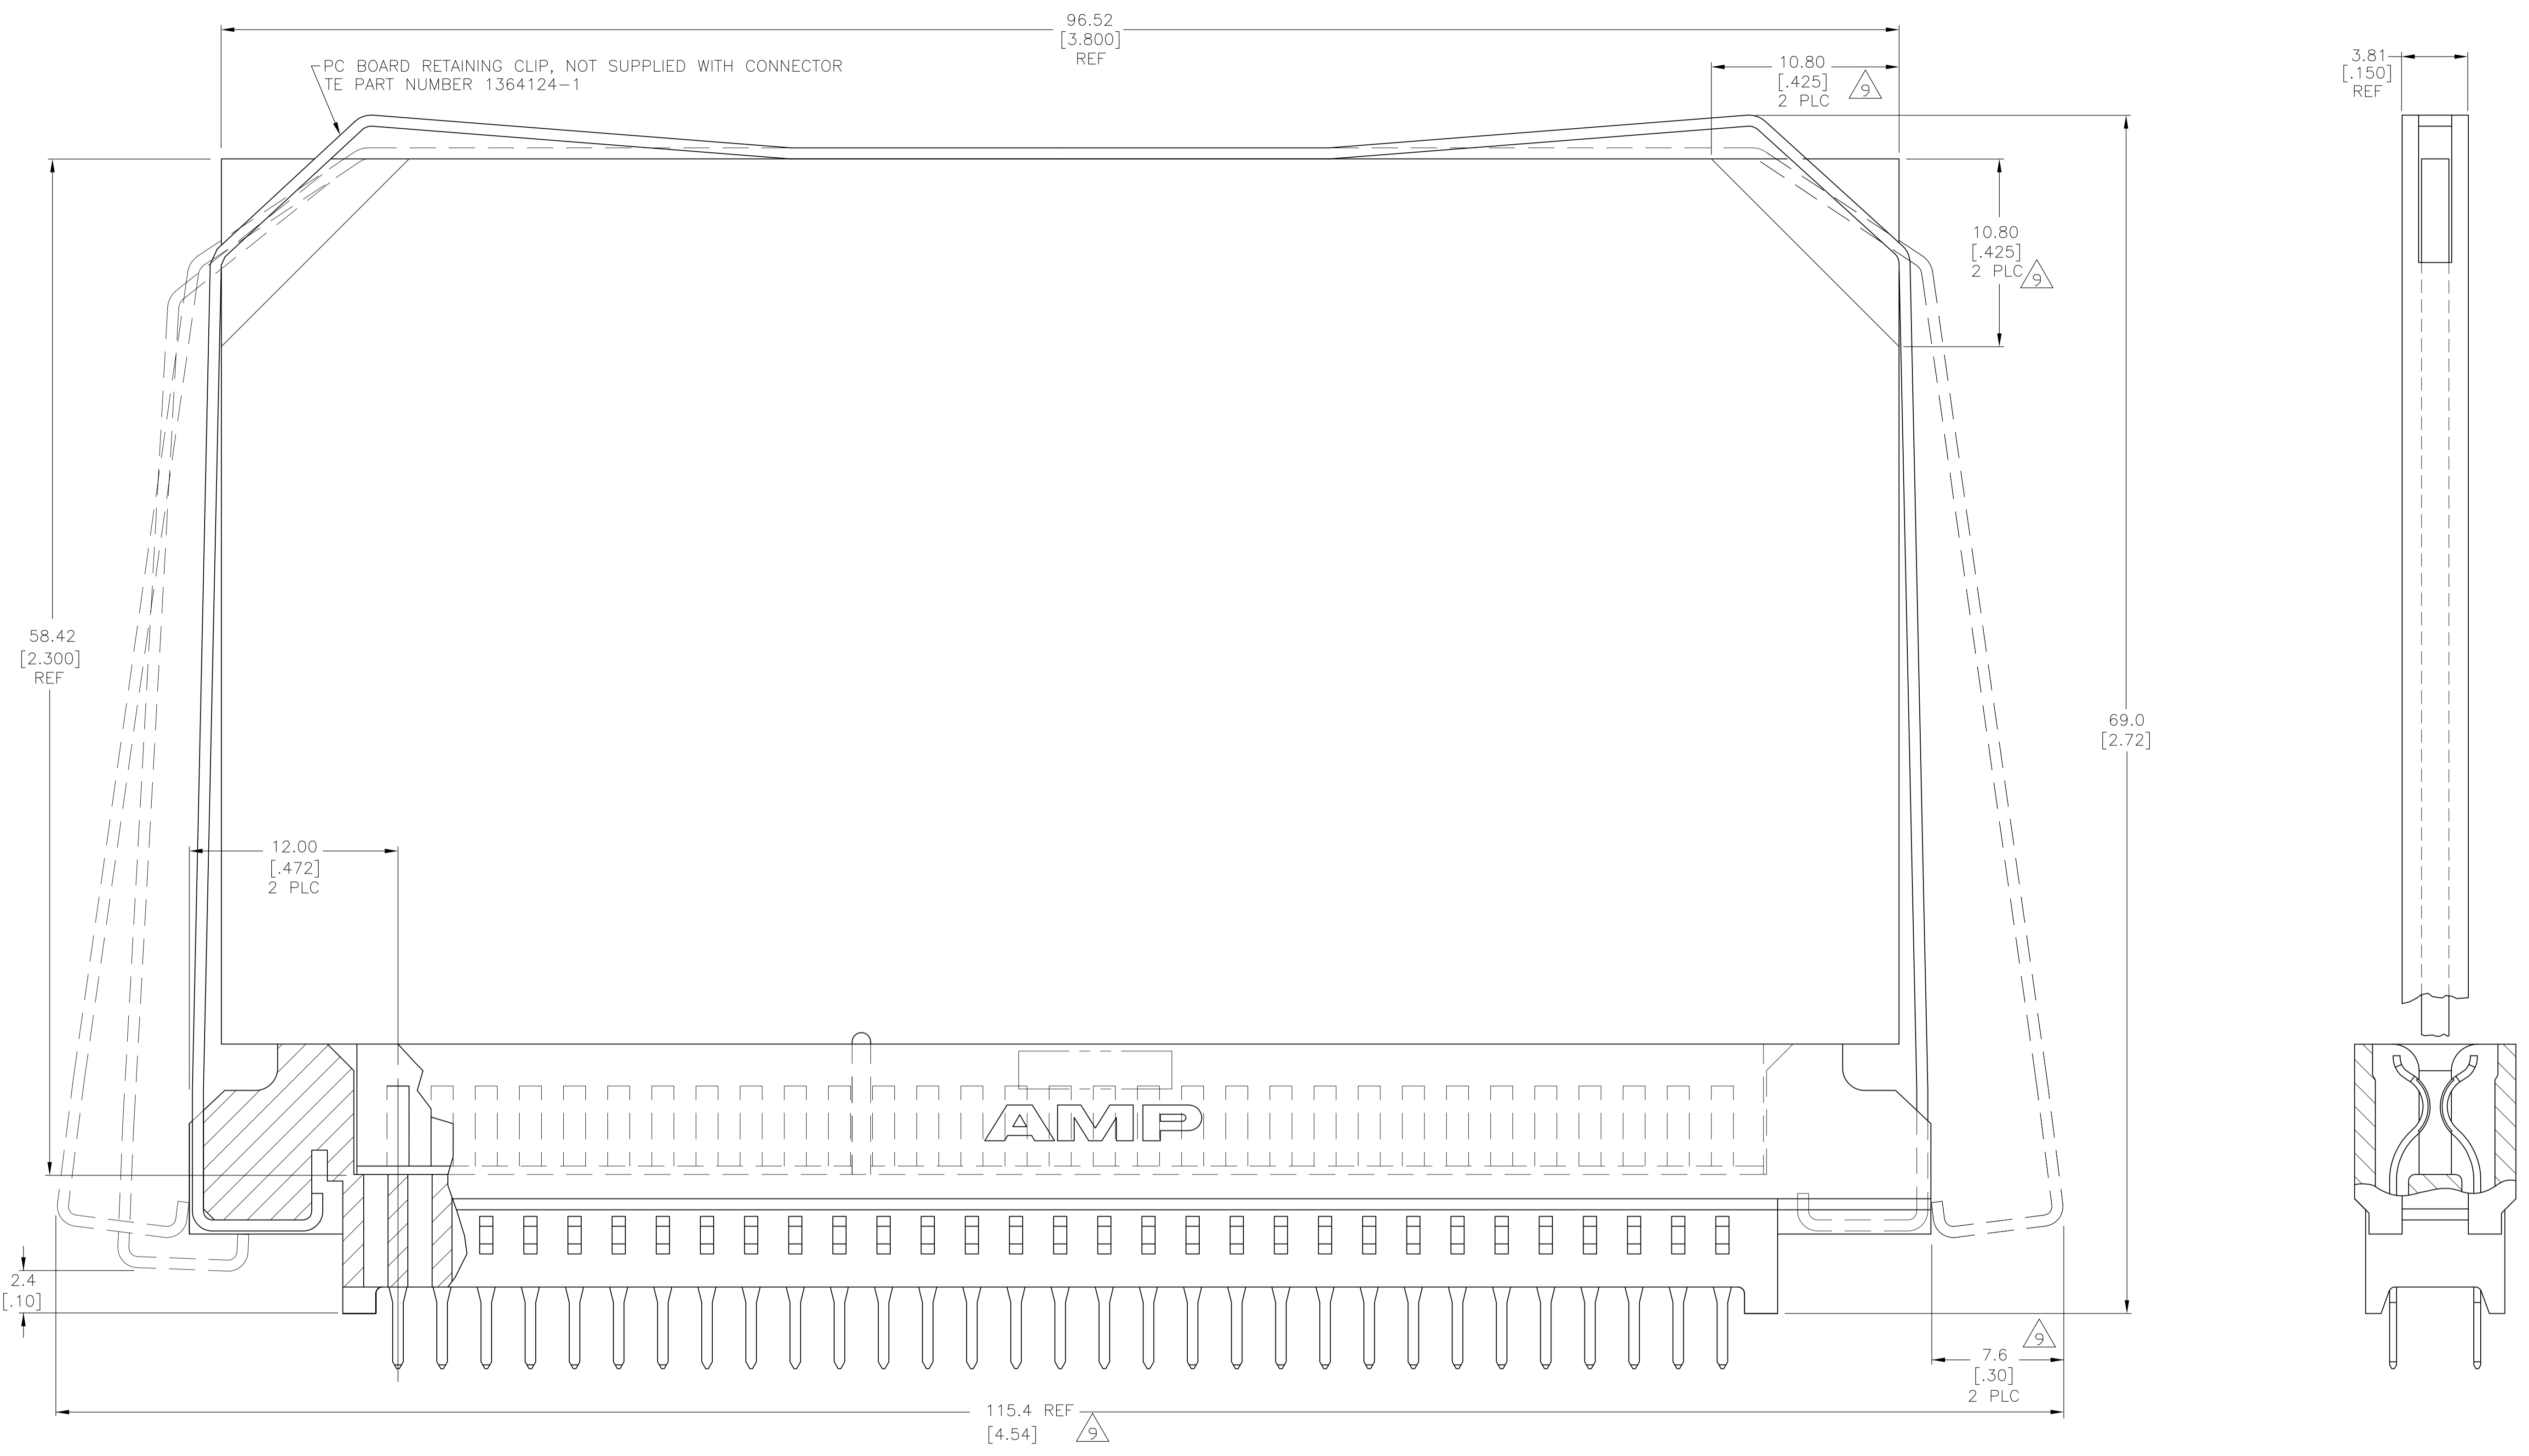 96.52
[3.800]
REF
PC BOARD RETAINING CLIP, NOT SUPPLIED WITH CONNECTOR
TE PART NUMBER 1364124-1
10.80
[.425]
2 PLC
9
3.81
[.150]
REF
10.80
[.425]
2 PLC
9
58.42
[2.300]
REF
69.0
[2.72]
12.00
[.472]
2 PLC
AMP
2.4
[.10]
9
7.6
[.30]
2 PLC
115.4 REF
[4.54]
9